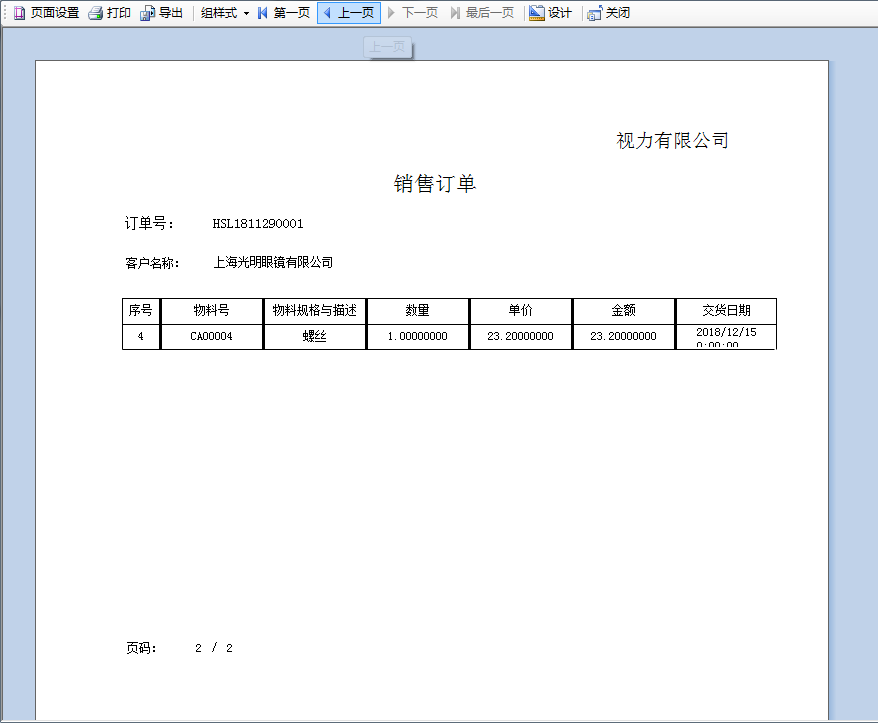 页面设置 打印 导出 组样式 第一页 上一页 下一页 最后一页 设计 关闭
上一页
视力有限公司
销售订单
订单号： HSL1811290001
客户名称： 上海光明眼镜有限公司
序号 物料号 物料规格与描述 数量 单价 金额 交货日期
4 CA00004 螺丝 1.00000000 23.20000000 23.20000000 2018/12/15
0:00:00
页码： 2 / 2